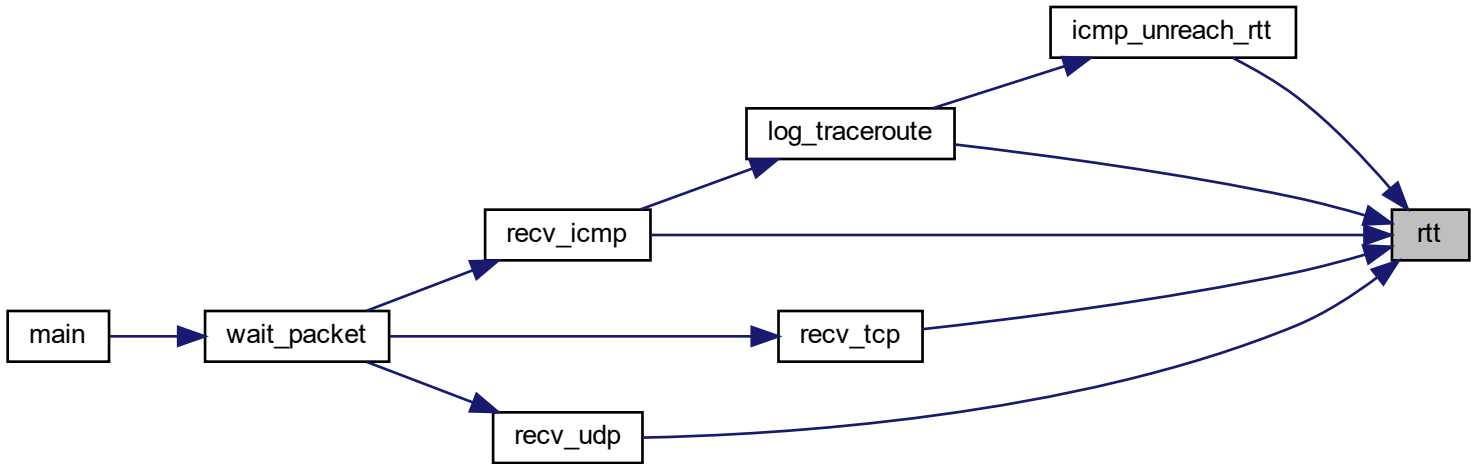 icmp_unreach_rtt
log_traceroute
recv_icmp
rtt
main
wait_packet
recv_tcp
recv_udp